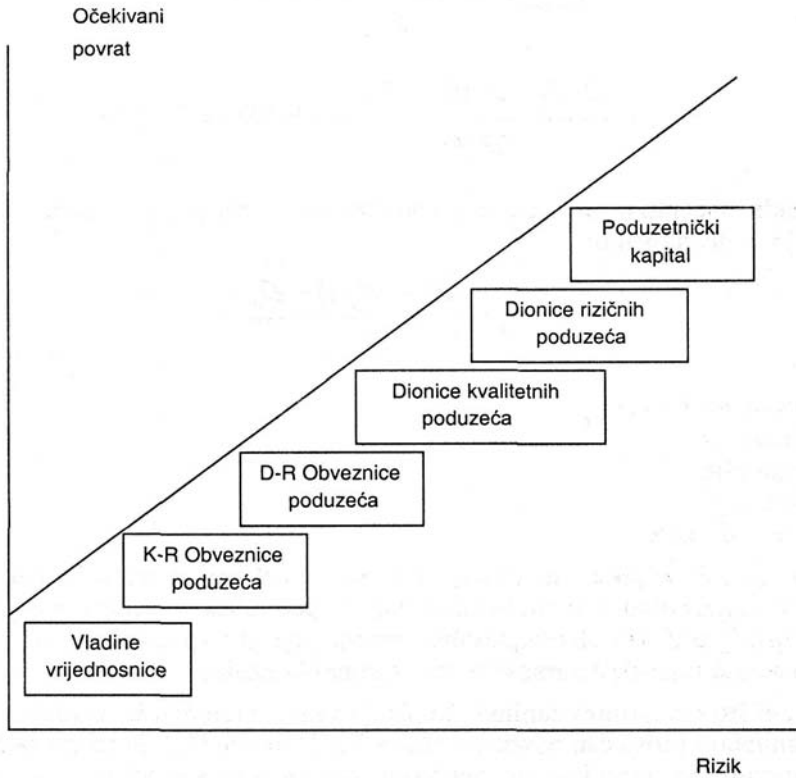 Očekivani
povrat
Poduzetnički
kapital
Dionice rizičnih
poduzeća
Dionice kvalitetnih
poduzeća
D-R Obveznice
poduzeća
K-R Obveznice
poduzeća
Vladine
vrijednosnice
Rizik